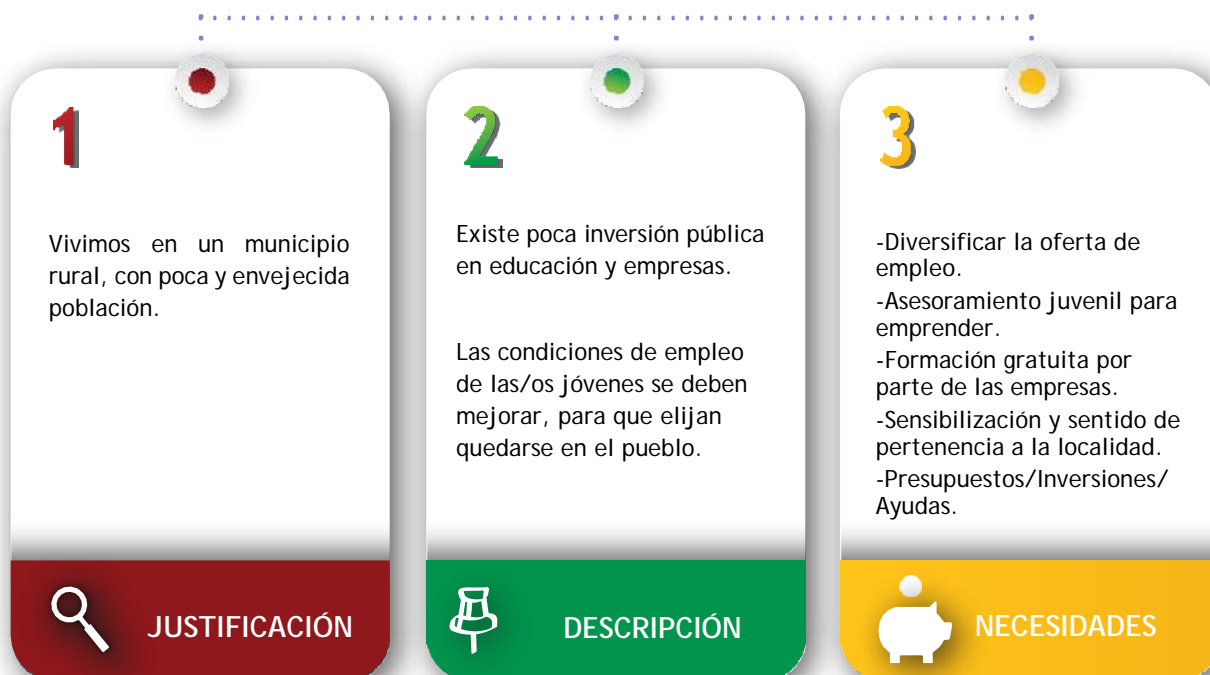 1
Vivimos en un municipio
rural, con poca y envejecida
población.
JUSTIFICACIÓN
2
Existe poca inversión pública
en educación y empresas.
Las condiciones de empleo
de las/os jóvenes se deben
mejorar, para que elijan
quedarse en el pueblo.
DESCRIPCIÓN
3
-Diversificar la oferta de
empleo.
-Asesoramiento juvenil para
emprender.
-Formación gratuita por
parte de las empresas.
-Sensibilización y sentido de
pertenencia a la localidad.
-Presupuestos/Inversiones/
Ayudas.
NECESIDADES